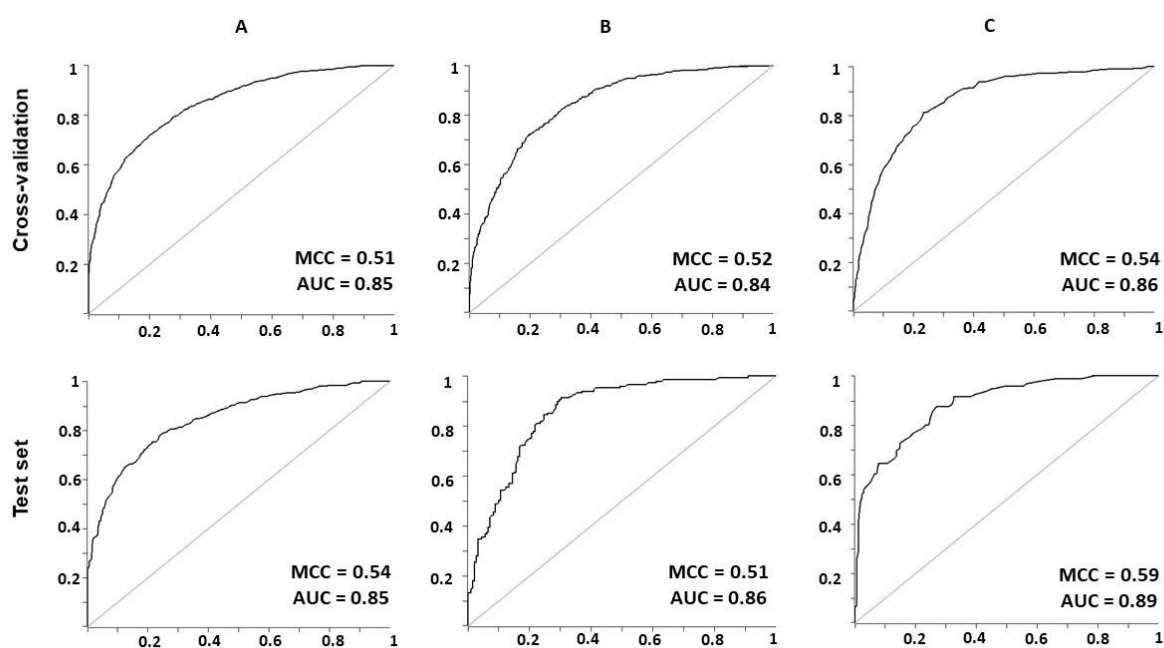 A B C
Cross-validation
1 1 1
0.8 0.8 0.8
0.6 0.6 0.6
0.4 0.4 0.4
0.2 0.2 0.2
MCC = 0.51 MCC = 0.52 MCC = 0.54
AUC = 0.85 AUC = 0.84 AUC = 0.86
0.2 0.4 0.6 0.8 1 0.2 0.4 0.6 0.8 1 0.2 0.4 0.6 0.8 1
Test set
1 1 1
0.8 0.8 0.8
0.6 0.6 0.6
0.4 0.4 0.4
0.2 0.2 0.2
MCC = 0.54 MCC = 0.51 MCC = 0.59
AUC = 0.85 AUC = 0.86 AUC = 0.89
0.2 0.4 0.6 0.8 1 0.2 0.4 0.6 0.8 1 0.2 0.4 0.6 0.8 1